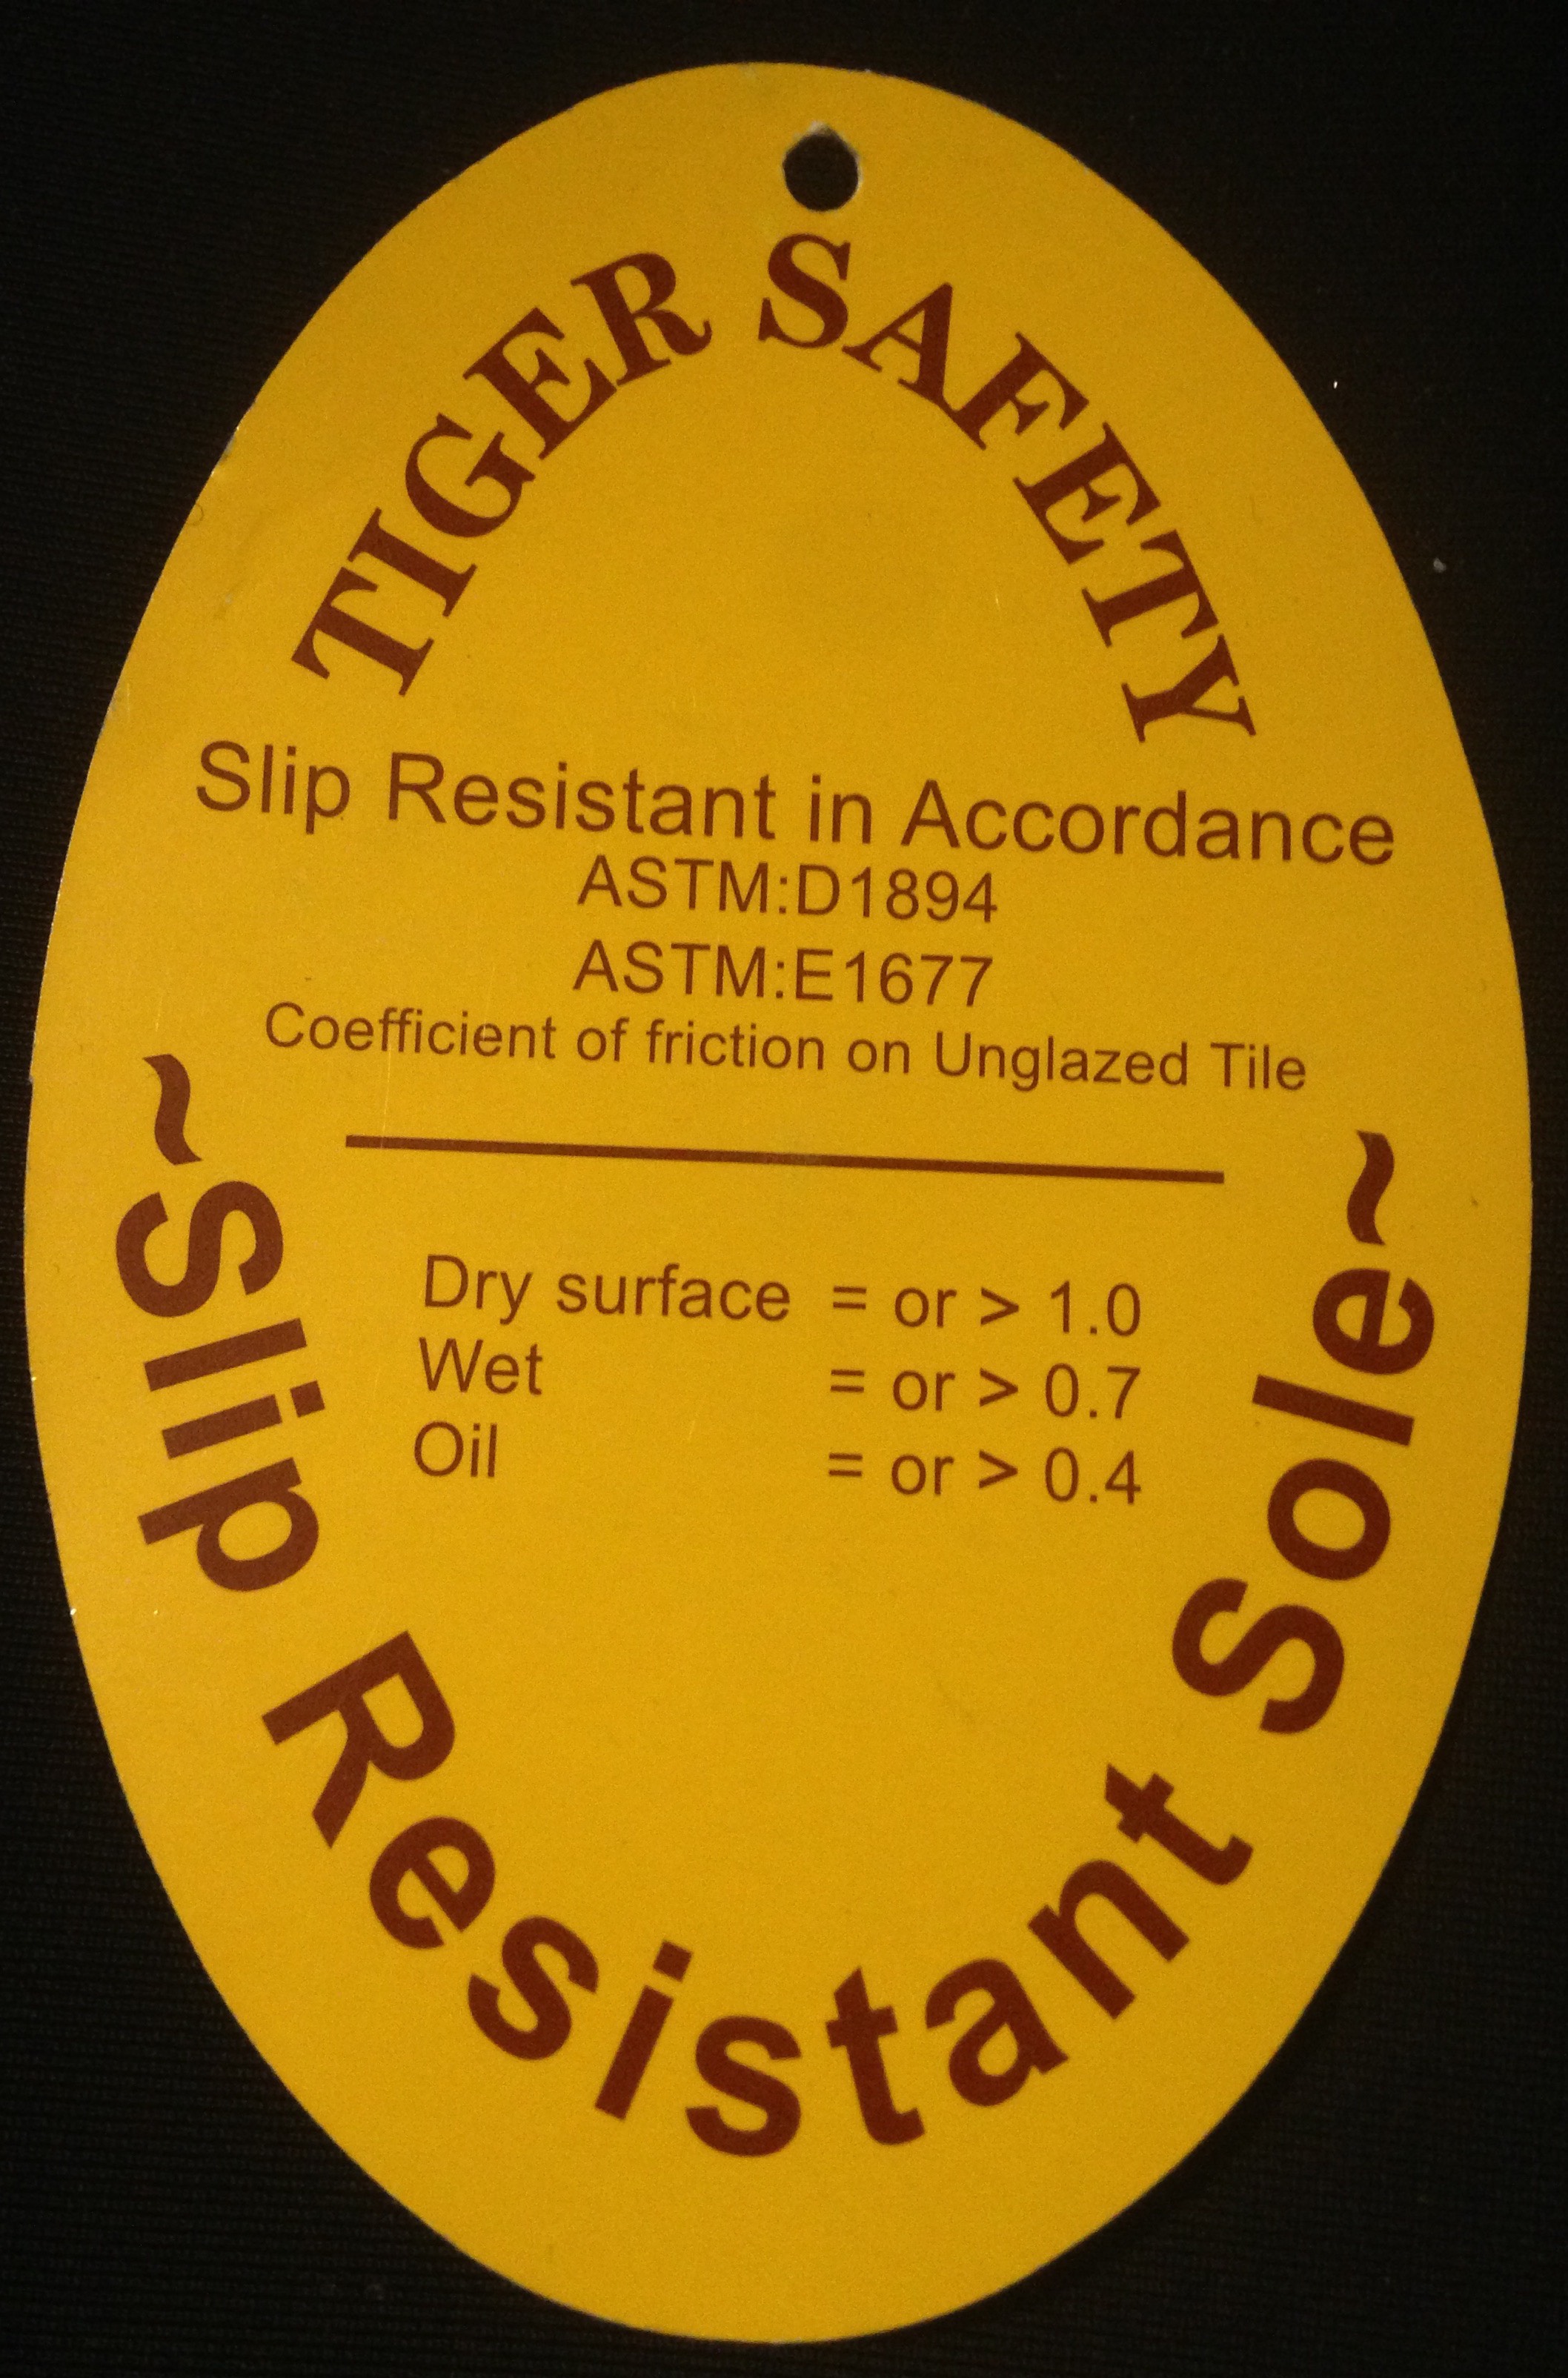 TIGER SAFETY
Slip Resistant in Accordance
ASTM:D1894
ASTM:E1677
Coefficient of friction on Unglazed Tile
Dry surface = or > 1.0
Wet = or > 0.7
Oil = or > 0.4
~Slip Resistant Sole~